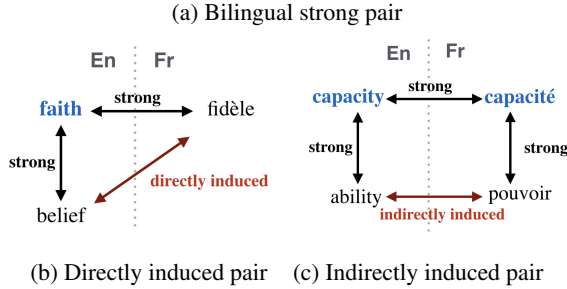 (a) Bilingual strong pair
En Fr
faith strong fidèle
strong
directly induced
belief
En Fr
capacity strong capacité
strong strong
ability pouvoir
indirectly induced
(b) Directly induced pair (c) Indirectly induced pair